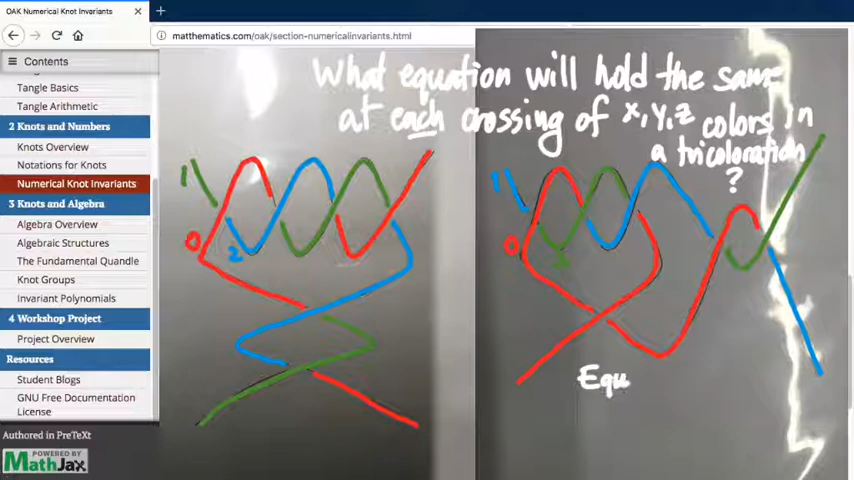 OAK Numerical Knot Invariants
matthematics.com/oak/section-numericalinvariants.html
Contents
Tangle Basics
Tangle Arithmetic
2 Knots and Numbers
Knots Overview
Notations for Knots
Numerical Knot Invariants
3 Knots and Algebra
Algebra Overview
Algebraic Structures
The Fundamental Quandle
Knot Groups
Invariant Polynomials
4 Workshop Project
Project Overview
Resources
Student Blogs
GNU Free Documentation
License
Authored in PreTeXt
POWERED BY
MathJax
What equation will hold the same
at each crossing of x,y,z colors in
a tricoloration
?
1
0
2
1
0
2
Equ